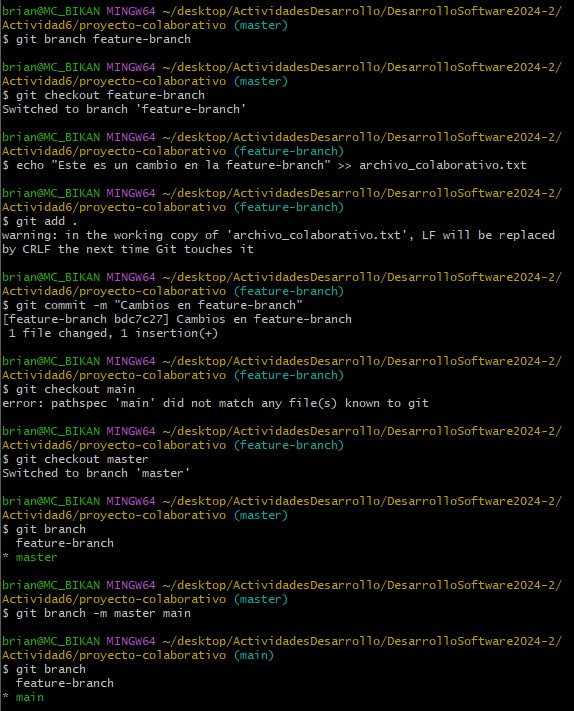 brian@MC_BIKAN MINGW64 ~/desktop/ActividadesDesarrollo/DesarrolloSoftware2024-2/
Actividad6/proyecto-colaborativo (master)
$ git branch feature-branch
brian@MC_BIKAN MINGW64 ~/desktop/ActividadesDesarrollo/DesarrolloSoftware2024-2/
Actividad6/proyecto-colaborativo (master)
$ git checkout feature-branch
Switched to branch 'feature-branch'
brian@MC_BIKAN MINGW64 ~/desktop/ActividadesDesarrollo/DesarrolloSoftware2024-2/
Actividad6/proyecto-colaborativo (feature-branch)
$ echo "Este es un cambio en la feature-branch" >> archivo_colaborativo.txt
brian@MC_BIKAN MINGW64 ~/desktop/ActividadesDesarrollo/DesarrolloSoftware2024-2/
Actividad6/proyecto-colaborativo (feature-branch)
$ git add .
warning: in the working copy of 'archivo_colaborativo.txt', LF will be replaced
by CRLF the next time Git touches it
brian@MC_BIKAN MINGW64 ~/desktop/ActividadesDesarrollo/DesarrolloSoftware2024-2/
Actividad6/proyecto-colaborativo (feature-branch)
$ git commit -m "Cambios en feature-branch"
[feature-branch bdc7c27] Cambios en feature-branch
 1 file changed, 1 insertion(+)
brian@MC_BIKAN MINGW64 ~/desktop/ActividadesDesarrollo/DesarrolloSoftware2024-2/
Actividad6/proyecto-colaborativo (feature-branch)
$ git checkout main
error: pathspec 'main' did not match any file(s) known to git
brian@MC_BIKAN MINGW64 ~/desktop/ActividadesDesarrollo/DesarrolloSoftware2024-2/
Actividad6/proyecto-colaborativo (feature-branch)
$ git checkout master
Switched to branch 'master'
brian@MC_BIKAN MINGW64 ~/desktop/ActividadesDesarrollo/DesarrolloSoftware2024-2/
Actividad6/proyecto-colaborativo (master)
$ git branch
  feature-branch
* master
brian@MC_BIKAN MINGW64 ~/desktop/ActividadesDesarrollo/DesarrolloSoftware2024-2/
Actividad6/proyecto-colaborativo (master)
$ git branch -m master main
brian@MC_BIKAN MINGW64 ~/desktop/ActividadesDesarrollo/DesarrolloSoftware2024-2/
Actividad6/proyecto-colaborativo (main)
$ git branch
  feature-branch
* main